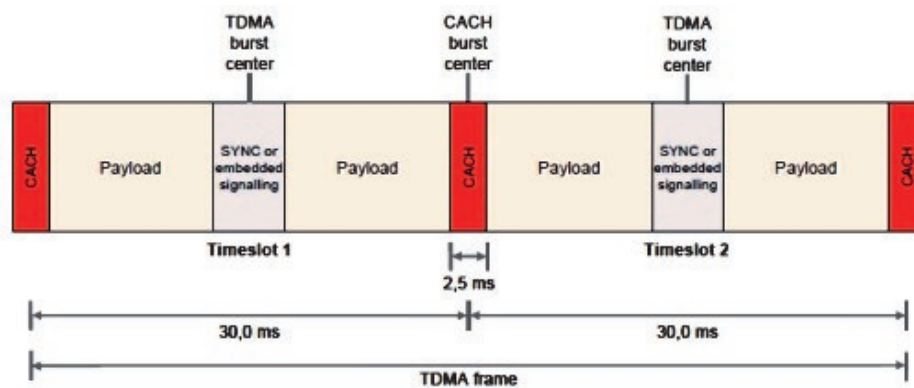 TDMA
burst
center
CACH
burst
center
TDMA
burst
center
CACH
Payload
SYNC or
embedded
signalling
Payload
CACH
Payload
SYNC or
embedded
signalling
Payload
CACH
Timeslot 1
Timeslot 2
2,5 ms
30,0 ms
30,0 ms
TDMA frame